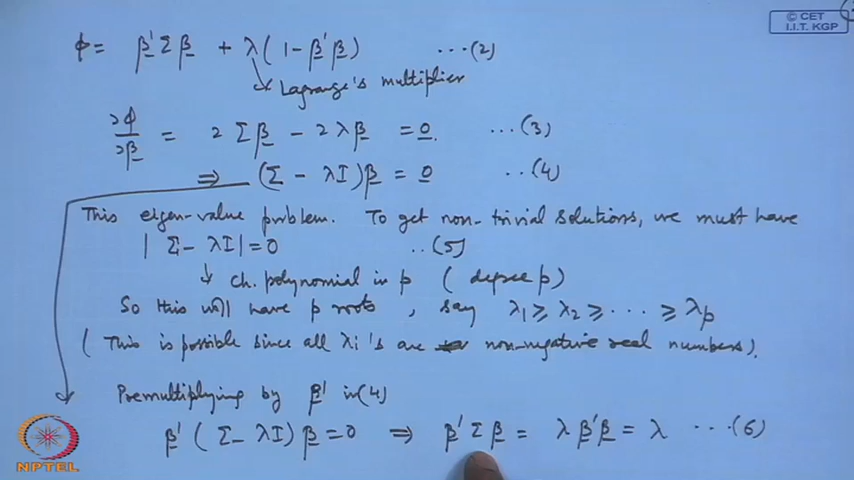 © CET
I.I.T. KGP
φ = β'Σβ + λ(1 - β'β) ...(2)
Lagrange's multiplier
∂φ/∂β = 2Σβ - 2λβ = 0. ...(3)
⇒ (Σ - λI)β = 0 ..(4)
This eigen-value problem. To get non-trivial solutions, we must have
|Σ - λI| = 0 ..(5)
↳ ch. polynomial in p (degree p)
So this will have p roots, say λ₁ ≥ λ₂ ≥ ... ≥ λp
(This is possible since all λi's are non-negative real numbers).
Premultiplying by β' in (4)
β'(Σ - λI)β = 0 ⇒ β'Σβ = λβ'β = λ ...(6)
NPTEL